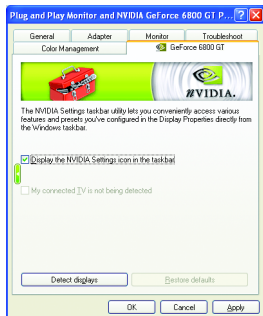 Plug and Play Monitor and NVIDIA GeForce 6800 GT P...
General Adapter Monitor Troubleshoot
Color Management GeForce 6800 GT
NVIDIA.
The NVIDIA Settings taskbar utility lets you conveniently access various
features and presets you've configured in the Display Properties directly from
the Windows taskbar.
Display the NVIDIA Settings icon in the taskbar
My connected TV is not being detected
Detect displays Restore defaults
OK Cancel Apply